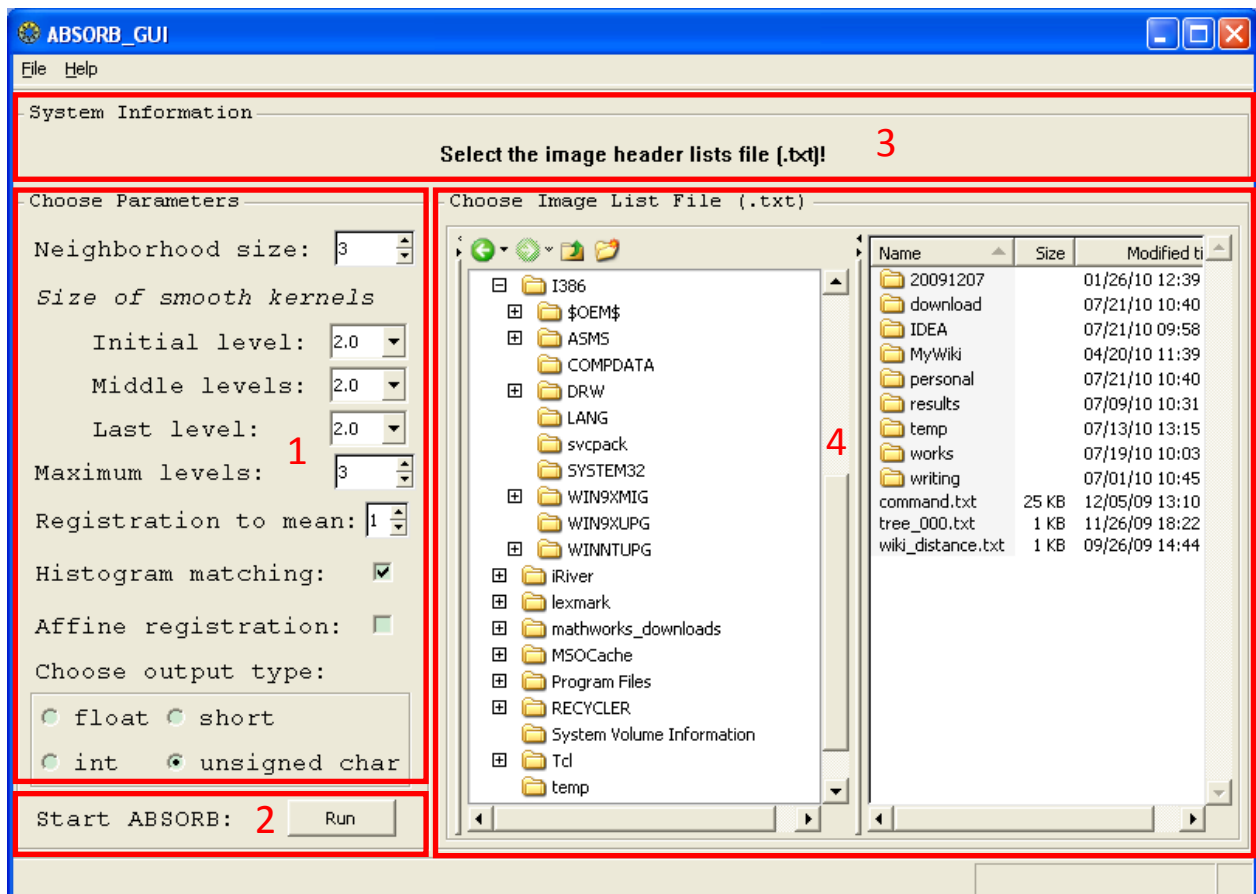 ABSORB_GUI
File Help
System Information
Select the image header lists file (.txt)!
3
Choose Parameters
Neighborhood size: 3
Size of smooth kernels
Initial level: 2.0
Middle levels: 2.0
Last level: 2.0
1
Maximum levels: 3
Registration to mean: 1
Histogram matching:
Affine registration:
Choose output type:
float short
int unsigned char
Start ABSORB: 2 Run
Choose Image List File (.txt)
I386
$OEM$
ASMS
COMPDATA
DRW
LANG
svcpack
SYSTEM32
WIN9XMIG
WIN9XUPG
WINNTUPG
iRiver
lexmark
mathworks_downloads
MSOCache
Program Files
RECYCLER
System Volume Information
Tcl
temp
4
Name Size Modified ti
20091207 01/26/10 12:39
download 07/21/10 10:40
IDEA 07/21/10 09:58
MyWiki 04/20/10 11:39
personal 07/21/10 10:40
results 07/09/10 10:31
temp 07/13/10 13:15
works 07/19/10 10:03
writing 07/01/10 10:45
command.txt 25 KB 12/05/09 13:10
tree_000.txt 1 KB 11/26/09 18:22
wiki_distance.txt 1 KB 09/26/09 14:44